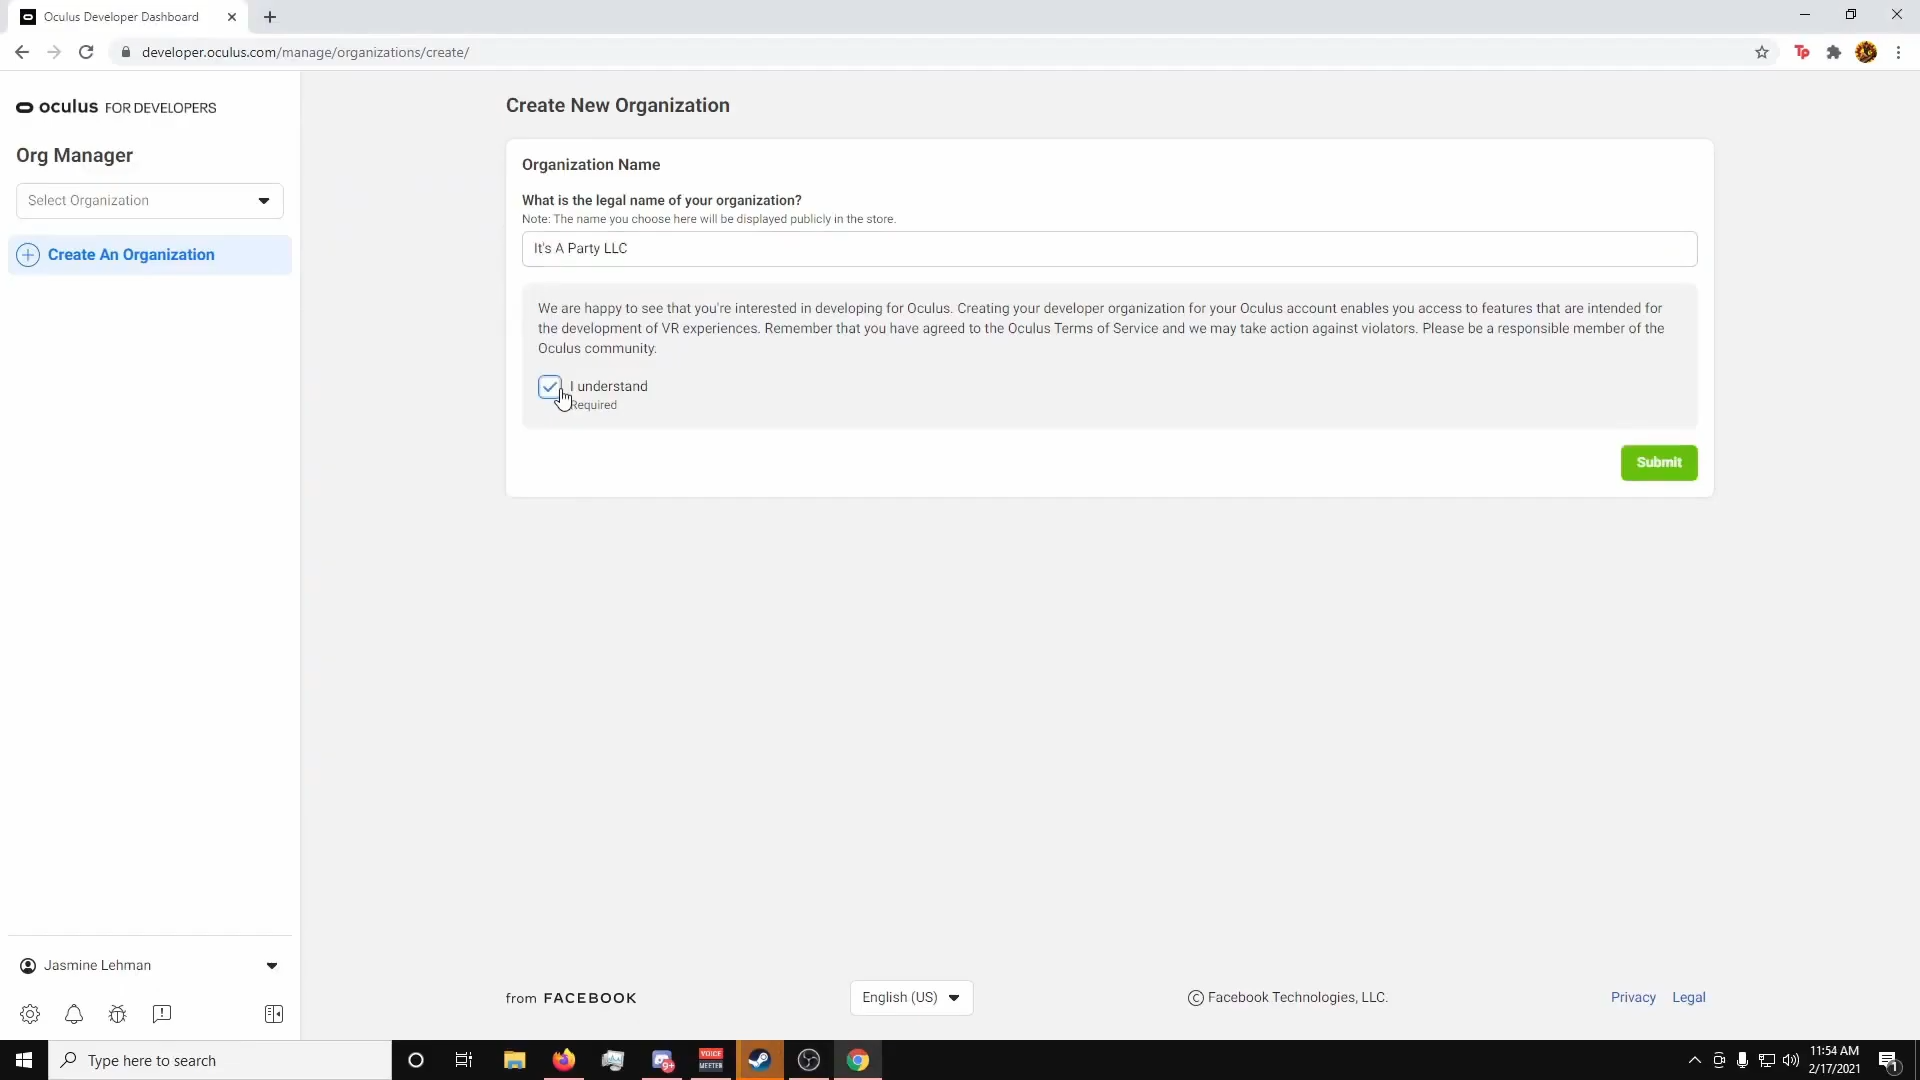 Oculus Developer Dashboard
developer.oculus.com/manage/organizations/create/
Tp
oculus FOR DEVELOPERS
Org Manager
Select Organization
Create An Organization
Create New Organization
Organization Name
What is the legal name of your organization?
Note: The name you choose here will be displayed publicly in the store.
It's A Party LLC
We are happy to see that you're interested in developing for Oculus. Creating your developer organization for your Oculus account enables you access to features that are intended for
the development of VR experiences. Remember that you have agreed to the Oculus Terms of Service and we may take action against violators. Please be a responsible member of the
Oculus community.
I understand
Required
Submit
Jasmine Lehman
from FACEBOOK
English (US)
© Facebook Technologies, LLC.
Privacy
Legal
Type here to search
9+
VOICE
MEETER
11:54 AM
2/17/2021
1